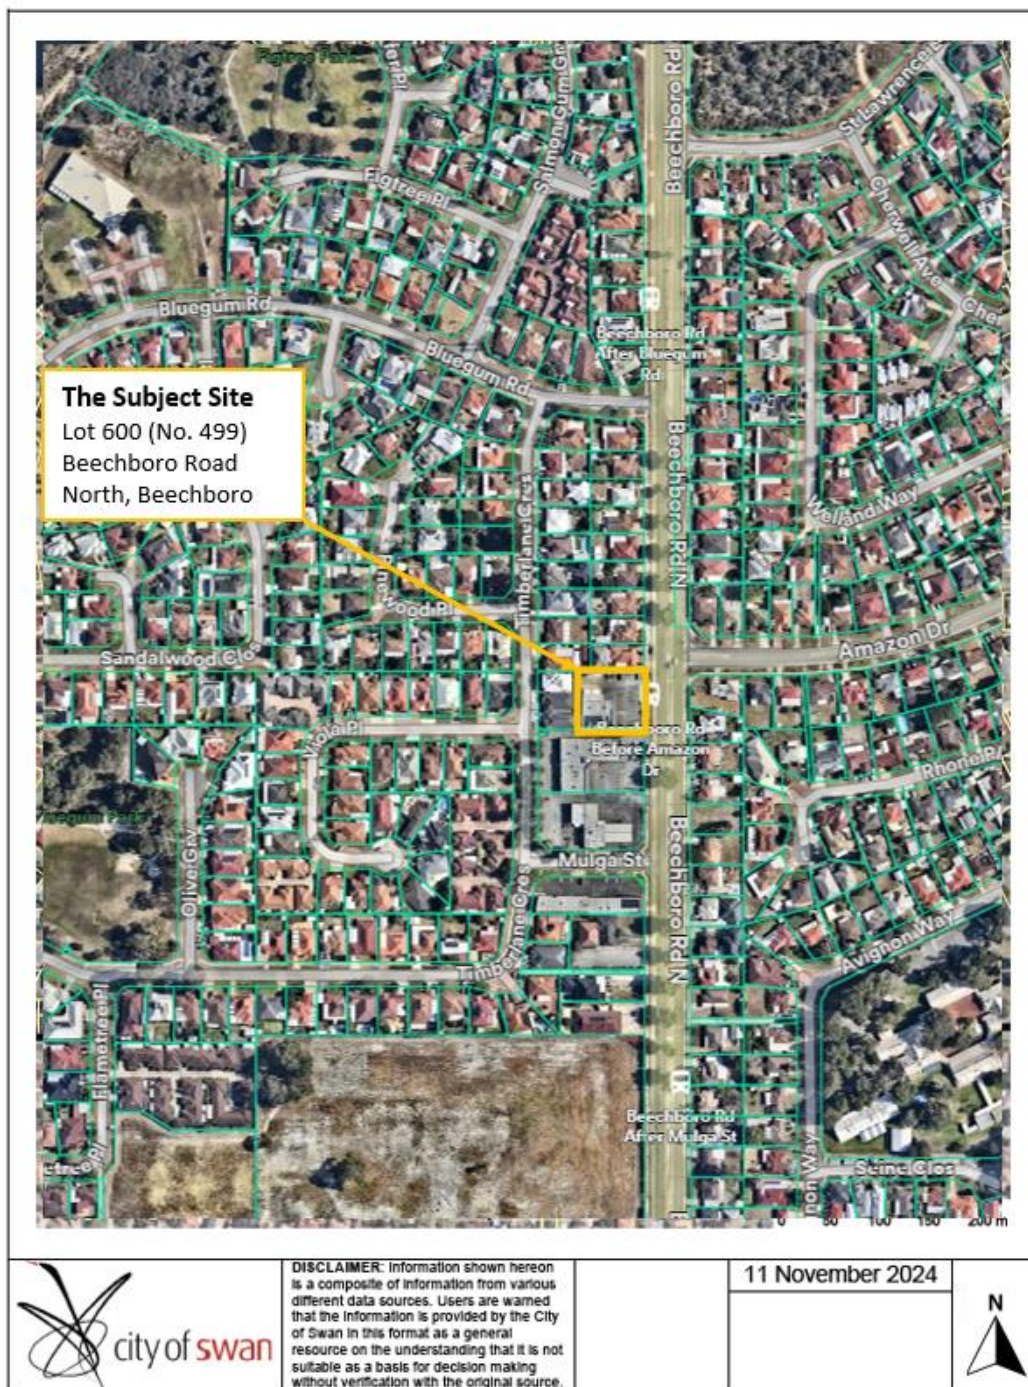 Figtree Park
Salmon Gum Grv
Beechboro Rd
St Lawrence
Figtree Pl
Cherwell Ave
Bluegum Rd
Beechboro Rd
After Bluegum
Rd
Bluegum Rd
The Subject Site
Lot 600 (No. 499)
Beechboro Road
North, Beechboro
Beechboro Rd N
Timberlane Cres
Welland Way
Amazon Dr
Sandalwood Clos
Viola Pl
Beechboro Rd
Before Amazon
Dr
Rhone Pl
Olive Grv
Mulga St
Beechboro Rd N
Timberlane Cres
Avignon Way
Flametree Pl
Beechboro Rd
After Mulga St
Seine Clos
0 50 100 150 200 m
city of swan
DISCLAIMER: Information shown hereon
is a composite of information from various
different data sources. Users are warned
that the information is provided by the City
of Swan in this format as a general
resource on the understanding that it is not
suitable as a basis for decision making
without verification with the original source.
11 November 2024
N